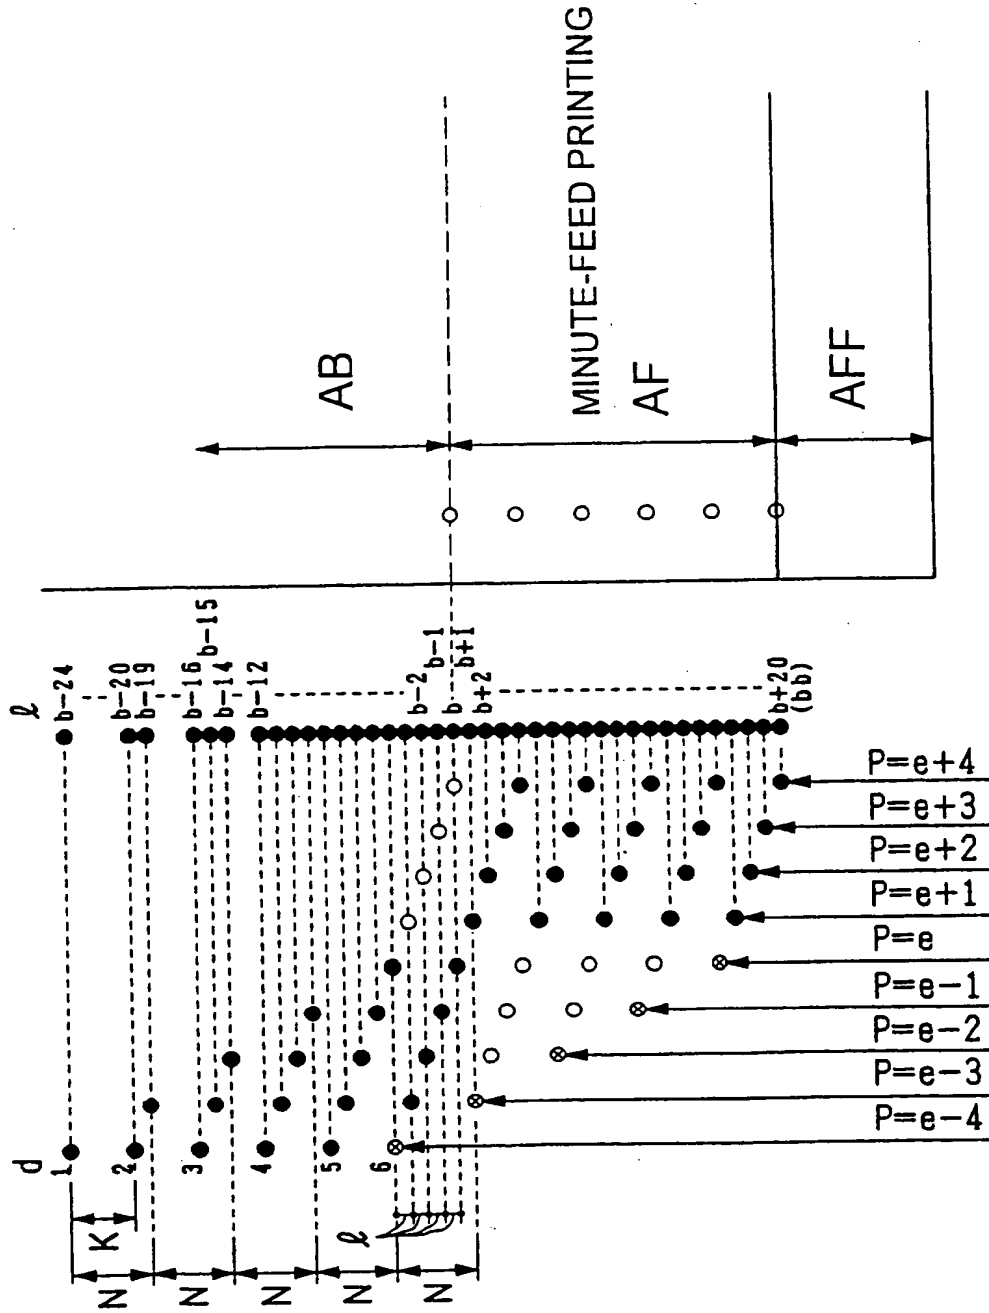 ℓ
b-24
b-20
b-19
b-16
b-15
b-14
b-12
b-2
b-1
b
b+1
b+2
b+20
(bb)
AB
MINUTE-FEED PRINTING
AF
AFF
d
1
2
3
4
5
6
K
N
N
N
N
N
ℓ
P=e+4
P=e+3
P=e+2
P=e+1
P=e
P=e-1
P=e-2
P=e-3
P=e-4